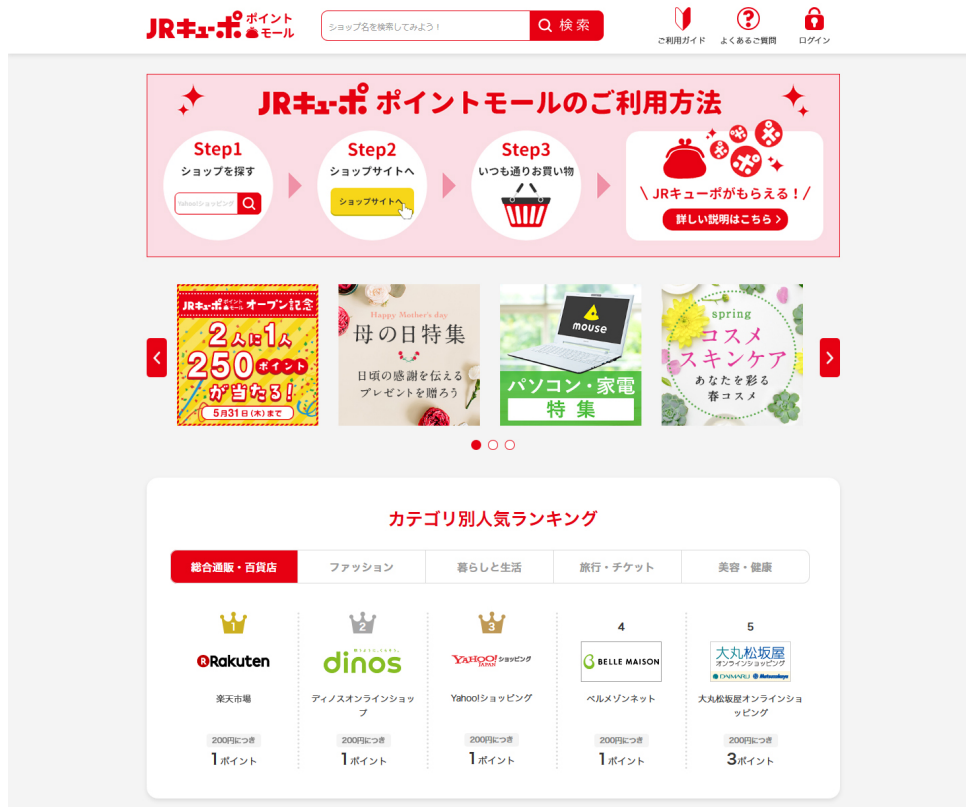 JRキューポ ポイントモール
ショップ名を検索してみよう！
検索
ご利用ガイド
よくあるご質問
ログイン
JRキューポ ポイントモールのご利用方法
Step1
ショップを探す
Yahoo!ショッピング
Step2
ショップサイトへ
ショップサイトへ
Step3
いつも通りお買い物
ポ ポ ポ ポ
\ JRキューポがもらえる！/
詳しい説明はこちら >
JRキューポ ポイントモール オープン記念
2人に1人
250ポイント
が当たる!
5月31日(木)まで
Happy Mother's day
母の日特集
日頃の感謝を伝える
プレゼントを贈ろう
mouse
パソコン・家電
特集
spring
コスメ
スキンケア
あなたを彩る
春コスメ
カテゴリ別人気ランキング
総合通販・百貨店
ファッション
暮らしと生活
旅行・チケット
美容・健康
1
Rakuten
楽天市場
200円につき
1ポイント
2
dinos
ディノスオンラインショッ
プ
200円につき
1ポイント
3
YAHOO! ショッピング
JAPAN
Yahoo!ショッピング
200円につき
1ポイント
4
BELLE MAISON
ベルメゾンネット
200円につき
1ポイント
5
大丸松坂屋
オンラインショッピング
DAIMARU Matsuzakaya
大丸松坂屋オンラインショ
ッピング
200円につき
3ポイント